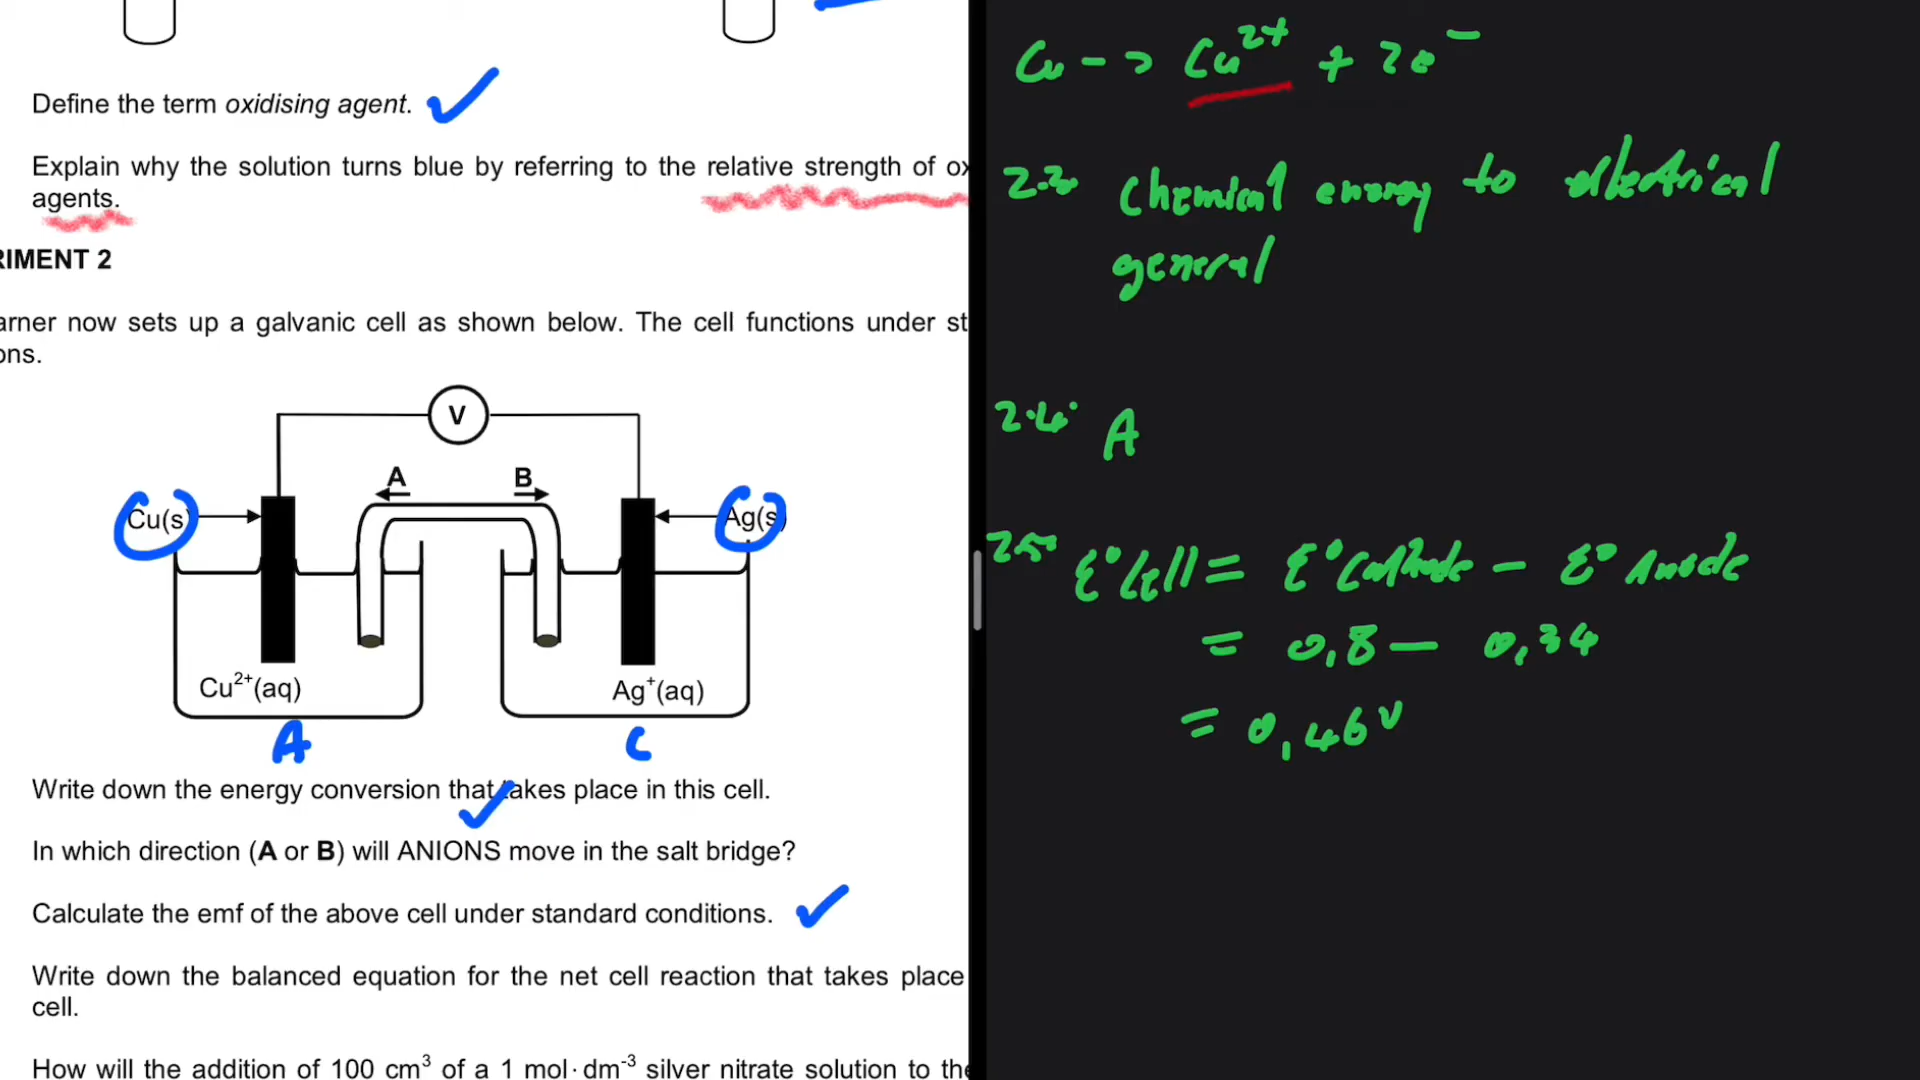 Define the term oxidising agent.
Explain why the solution turns blue by referring to the relative strength of ox
agents.
RIMENT 2
arner now sets up a galvanic cell as shown below. The cell functions under st
ons.
V
A B
Cu(s) Ag(s)
Cu²⁺(aq) Ag⁺(aq)
A C
Write down the energy conversion that takes place in this cell.
In which direction (A or B) will ANIONS move in the salt bridge?
Calculate the emf of the above cell under standard conditions.
Write down the balanced equation for the net cell reaction that takes place
cell.
How will the addition of 100 cm³ of a 1 mol·dm⁻³ silver nitrate solution to the
Cu -> Cu²⁺ + 2e⁻
Chemical energy to electrical
general
2.4. A
2.5. E°Cell = E°Cathode - E°Anode
= 0,8 - 0,34
= 0,46V